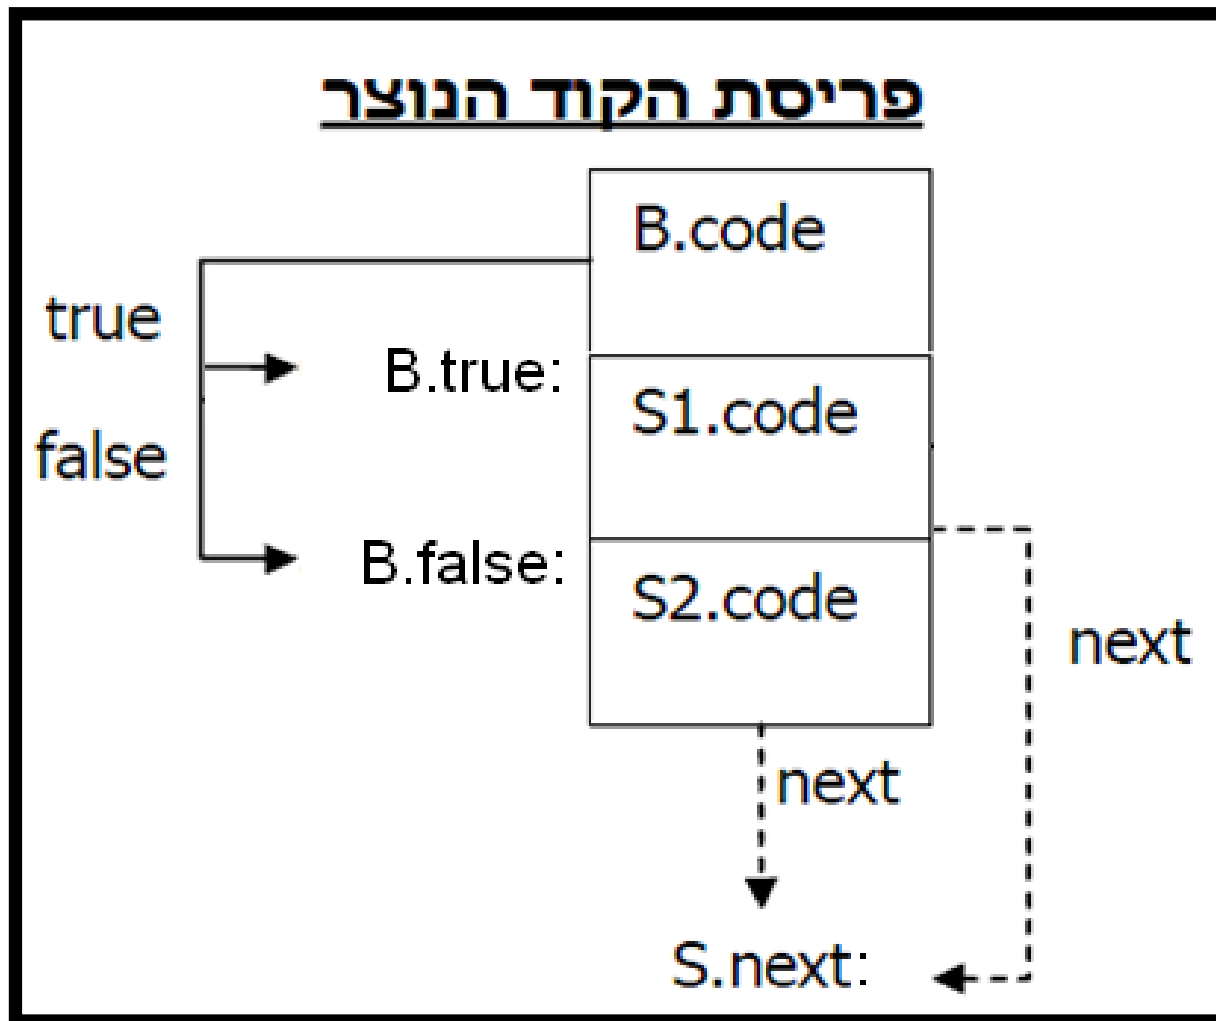 פריסת הקוד הנוצר
B.code
true
B.true:
S1.code
false
B.false:
S2.code
next
next
S.next: